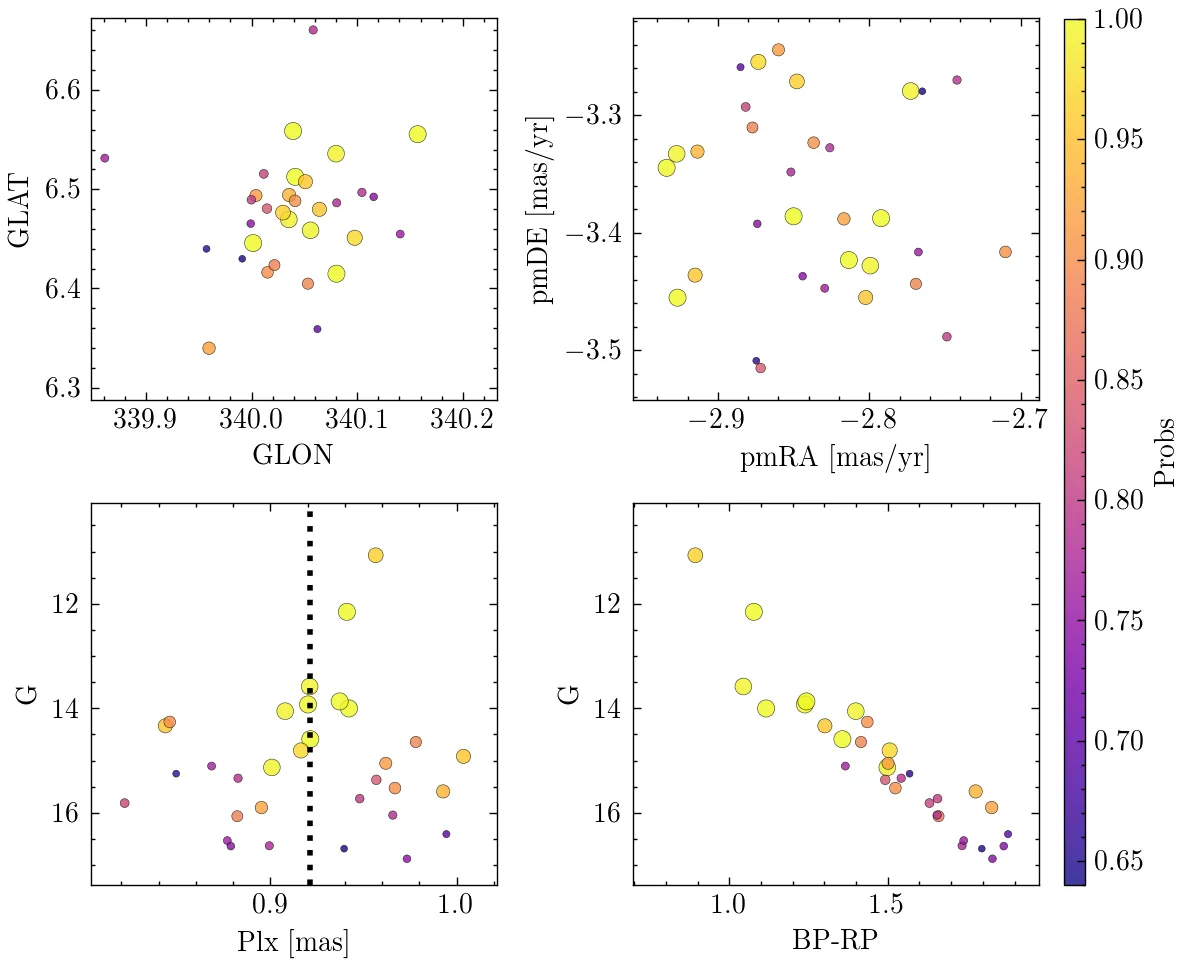 GLAT
6.6
6.5
6.4
6.3
339.9 340.0 340.1 340.2
GLON
pmDE [mas/yr]
−3.3
−3.4
−3.5
−2.9 −2.8 −2.7
pmRA [mas/yr]
G
12
14
16
0.9 1.0
Plx [mas]
G
12
14
16
1.0 1.5
BP-RP
1.00
0.95
0.90
0.85
0.80
0.75
0.70
0.65
Probs